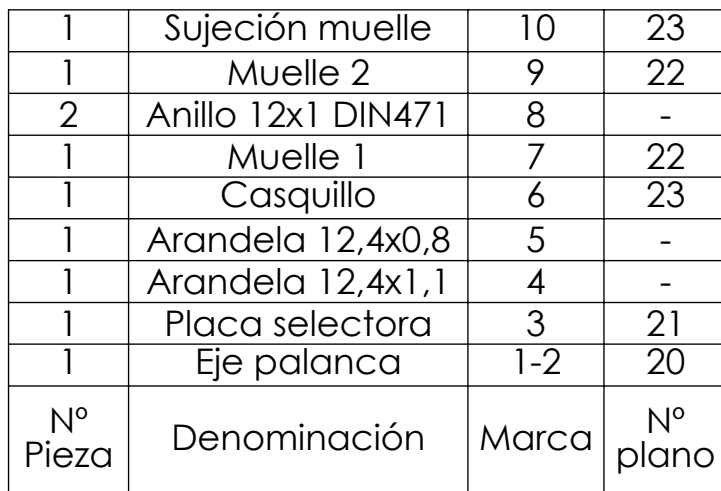 1 Sujeción muelle 10 23
1 Muelle 2 9 22
2 Anillo 12x1 DIN471 8 -
1 Muelle 1 7 22
1 Casquillo 6 23
1 Arandela 12,4x0,8 5 -
1 Arandela 12,4x1,1 4 -
1 Placa selectora 3 21
1 Eje palanca 1-2 20
Nº Pieza Denominación Marca Nº plano